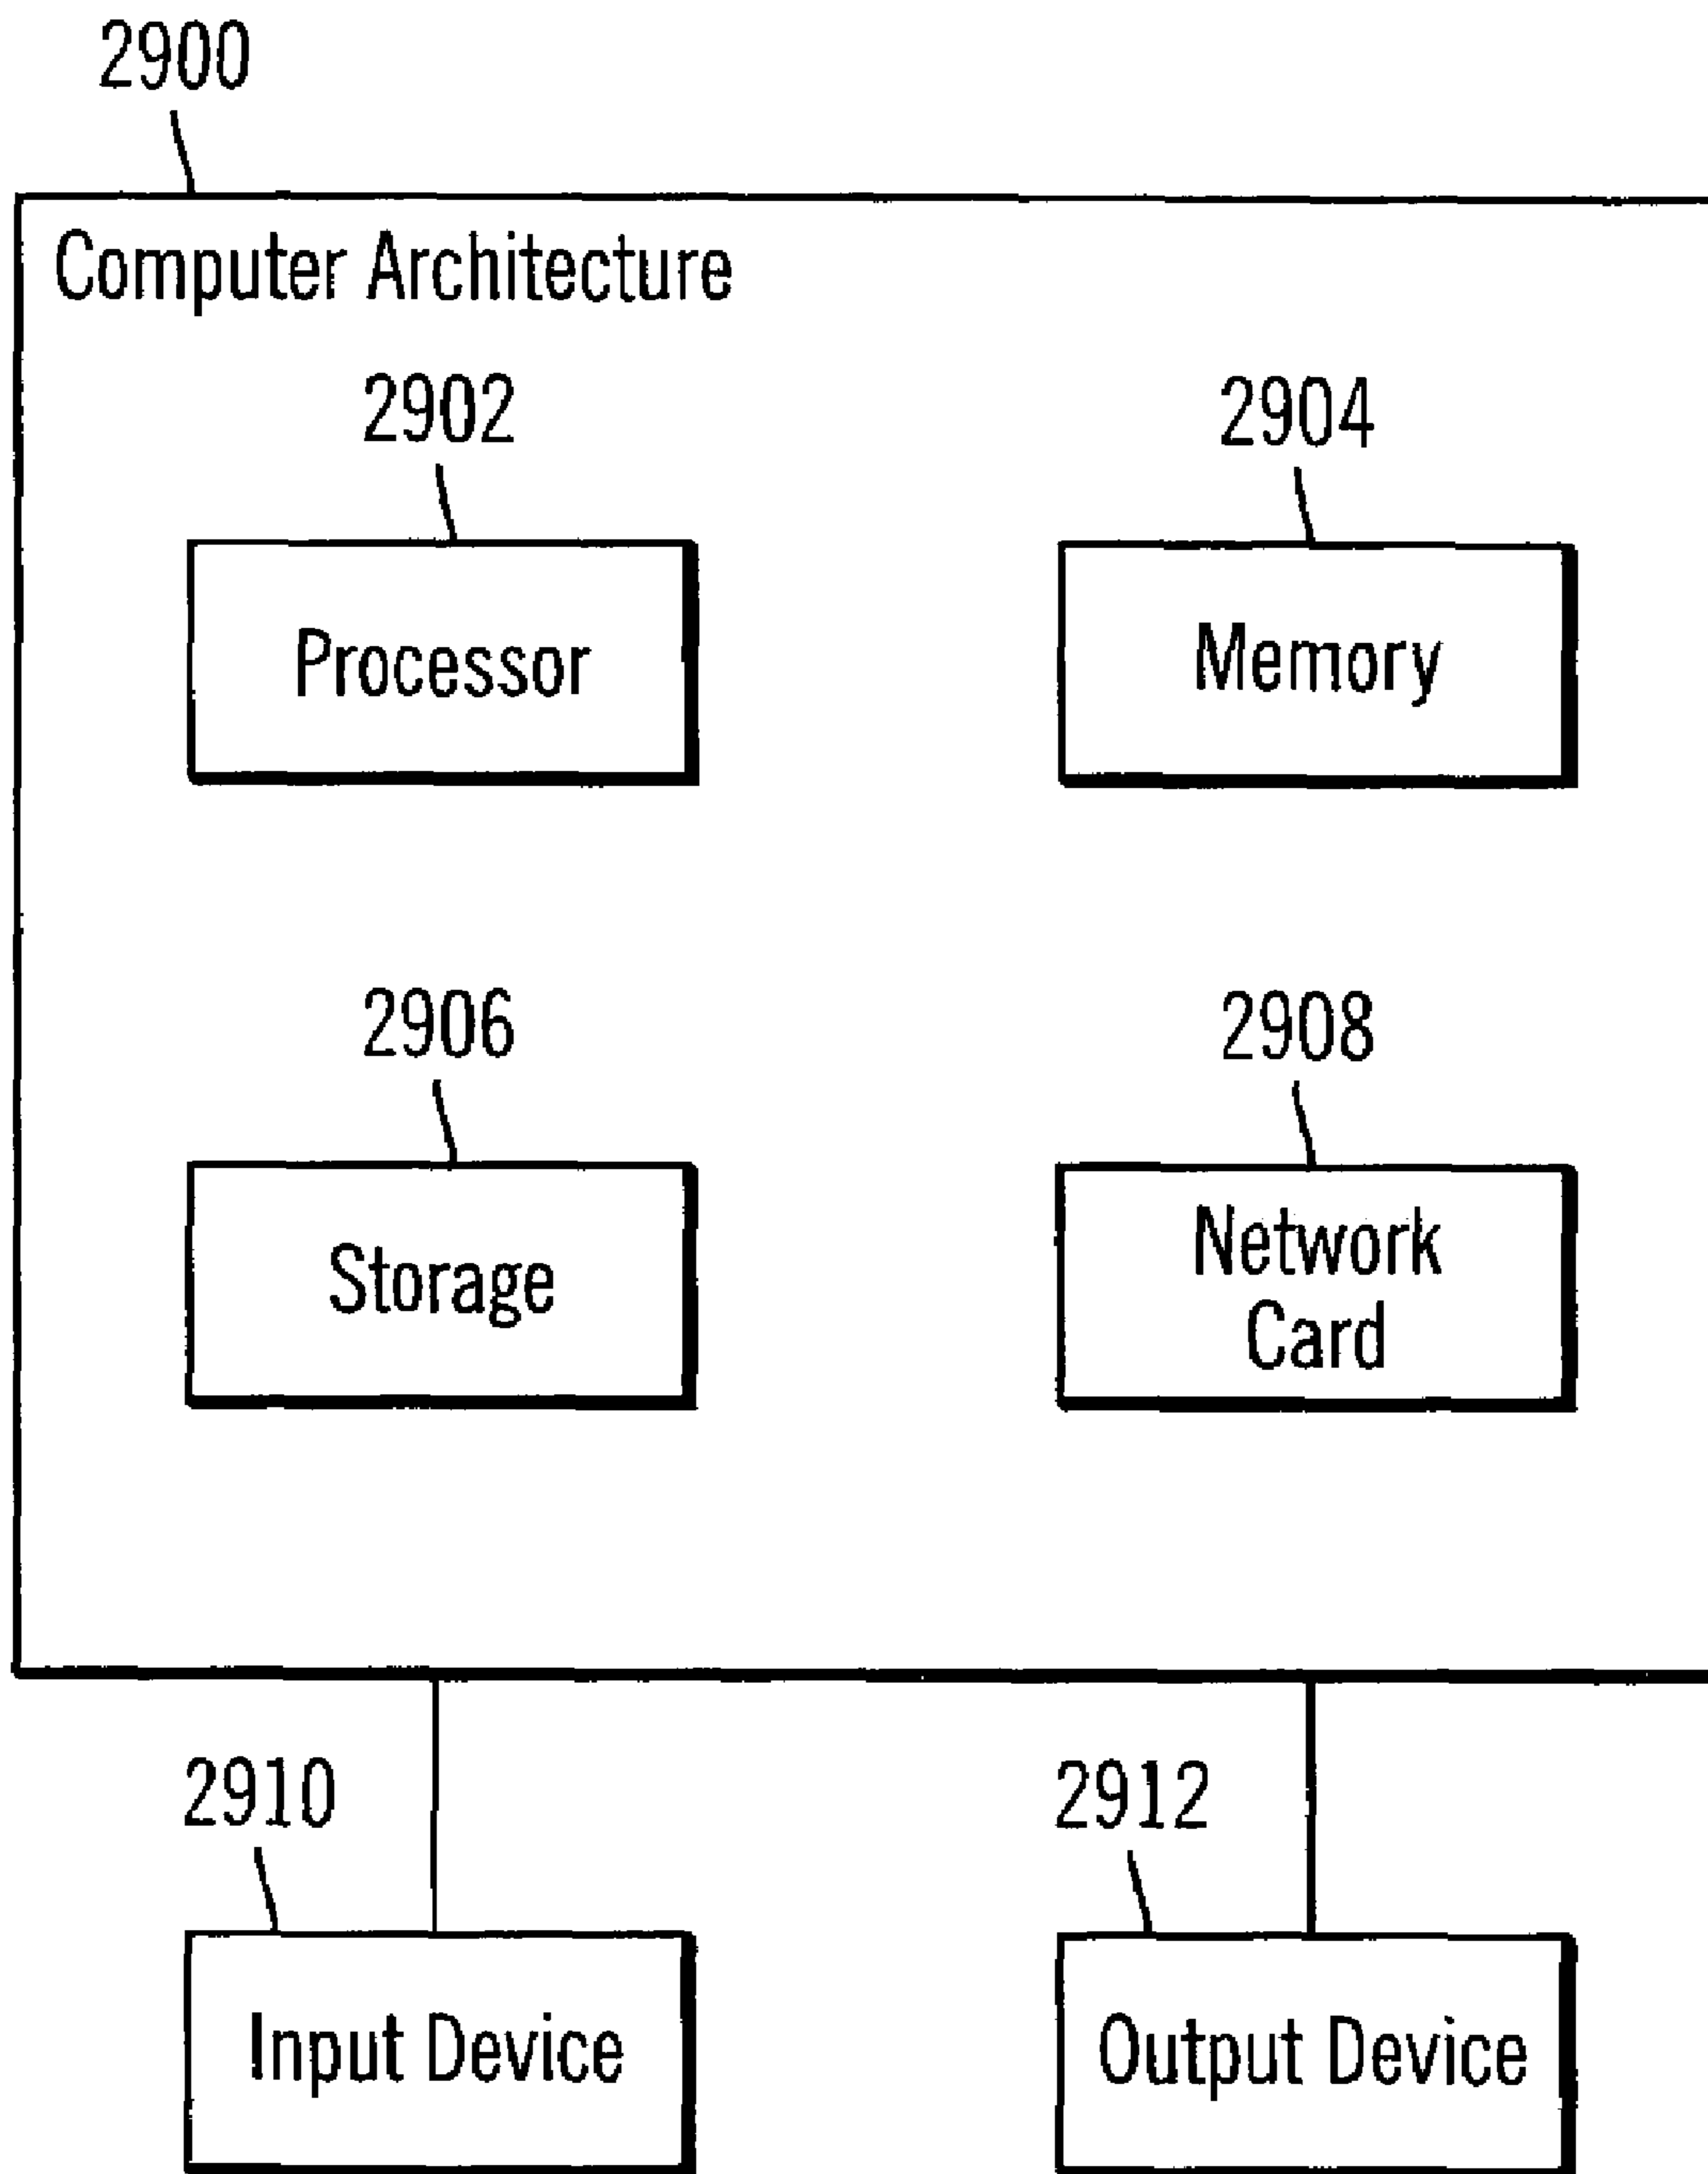 2900
Computer Architecture
2902
2904
Processor
Memory
2906
2908
Storage
Network
Card
2910
2912
Input Device
Output Device